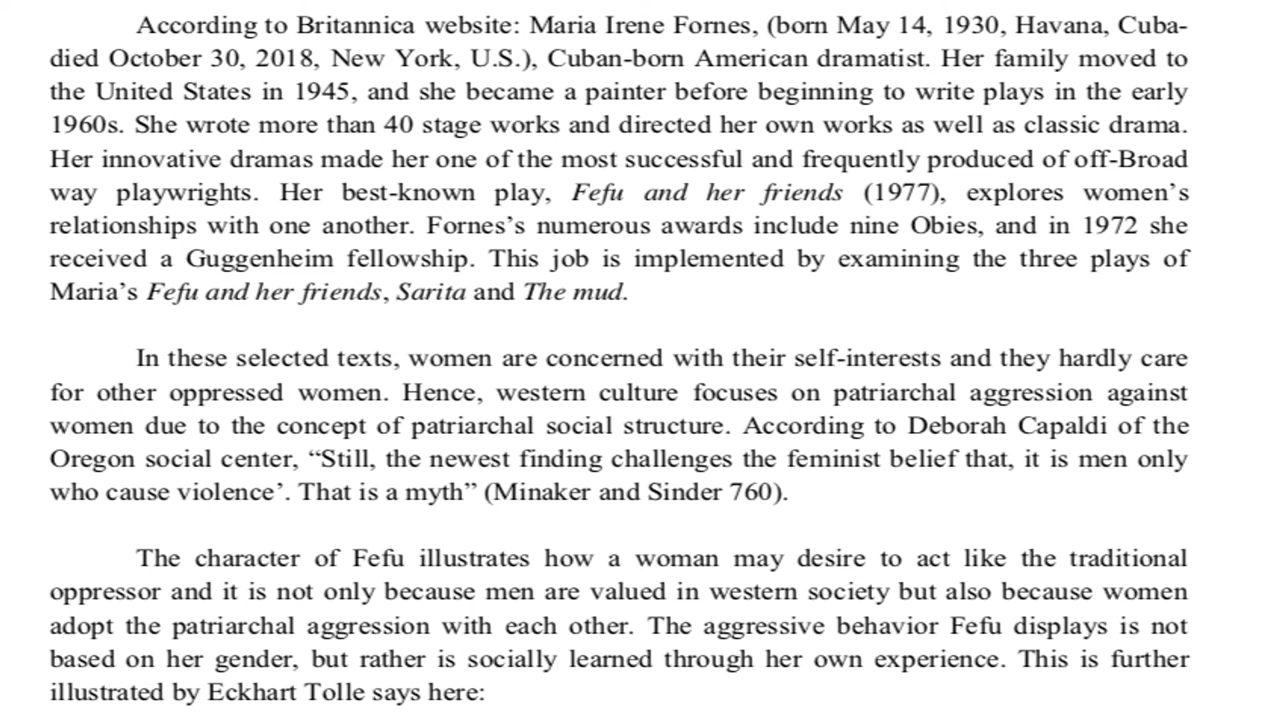 According to Britannica website: Maria Irene Fornes, (born May 14, 1930, Havana, Cuba-
died October 30, 2018, New York, U.S.), Cuban-born American dramatist. Her family moved to
the United States in 1945, and she became a painter before beginning to write plays in the early
1960s. She wrote more than 40 stage works and directed her own works as well as classic drama.
Her innovative dramas made her one of the most successful and frequently produced of off-Broad
way playwrights. Her best-known play, Fefu and her friends (1977), explores women’s
relationships with one another. Fornes’s numerous awards include nine Obies, and in 1972 she
received a Guggenheim fellowship. This job is implemented by examining the three plays of
Maria’s Fefu and her friends, Sarita and The mud.
In these selected texts, women are concerned with their self-interests and they hardly care
for other oppressed women. Hence, western culture focuses on patriarchal aggression against
women due to the concept of patriarchal social structure. According to Deborah Capaldi of the
Oregon social center, “Still, the newest finding challenges the feminist belief that, it is men only
who cause violence’. That is a myth” (Minaker and Sinder 760).
The character of Fefu illustrates how a woman may desire to act like the traditional
oppressor and it is not only because men are valued in western society but also because women
adopt the patriarchal aggression with each other. The aggressive behavior Fefu displays is not
based on her gender, but rather is socially learned through her own experience. This is further
illustrated by Eckhart Tolle says here: